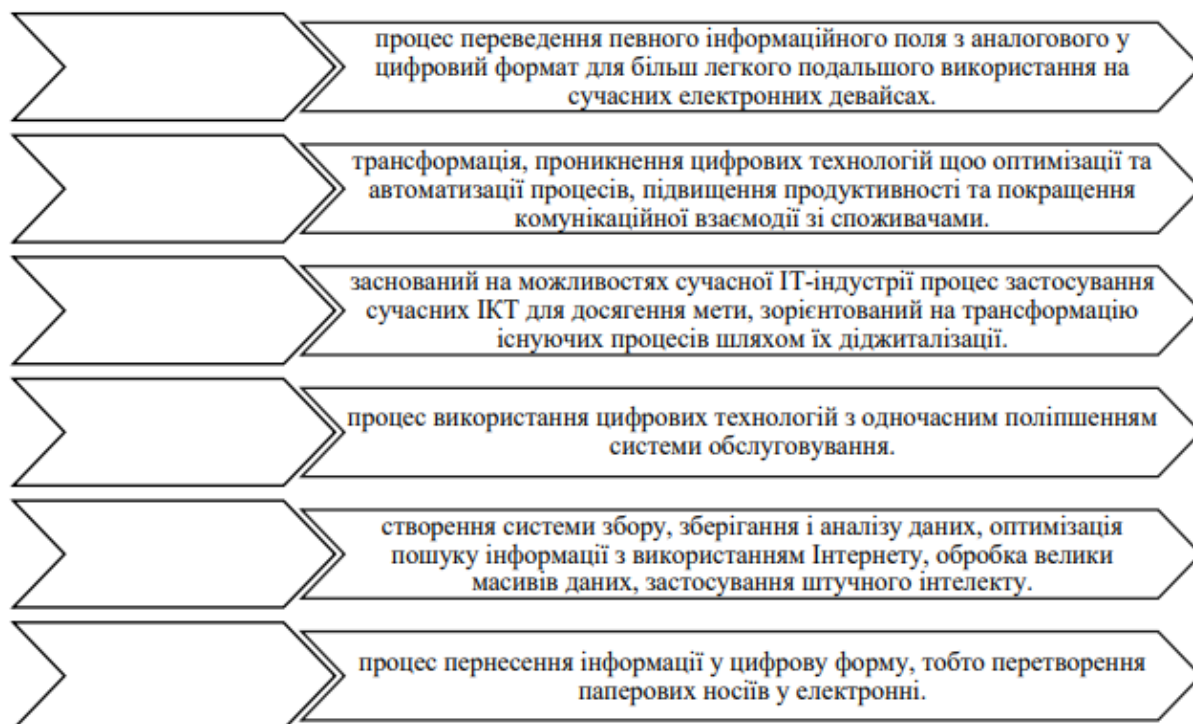 процес переведення певного інформаційного поля з аналогового у
цифровий формат для більш легкого подальшого використання на
сучасних електронних девайсах.
трансформація, проникнення цифрових технологій щоо оптимізації та
автоматизації процесів, підвищення продуктивності та покращення
комунікаційної взаємодії зі споживачами.
заснований на можливостях сучасної ІТ-індустрії процес застосування
сучасних ІКТ для досягення мети, зорієнтований на трансформацію
існуючих процесів шляхом їх діджиталізації.
процес використання цифрових технологій з одночасним поліпшенням
системи обслуговування.
створення системи збору, зберігання і аналізу даних, оптимізація
пошуку інформації з використанням Інтернету, обробка велики
масивів даних, застосування штучного інтелекту.
процес пернесення інформації у цифрову форму, тобто перетворення
паперових носіїв у електронні.